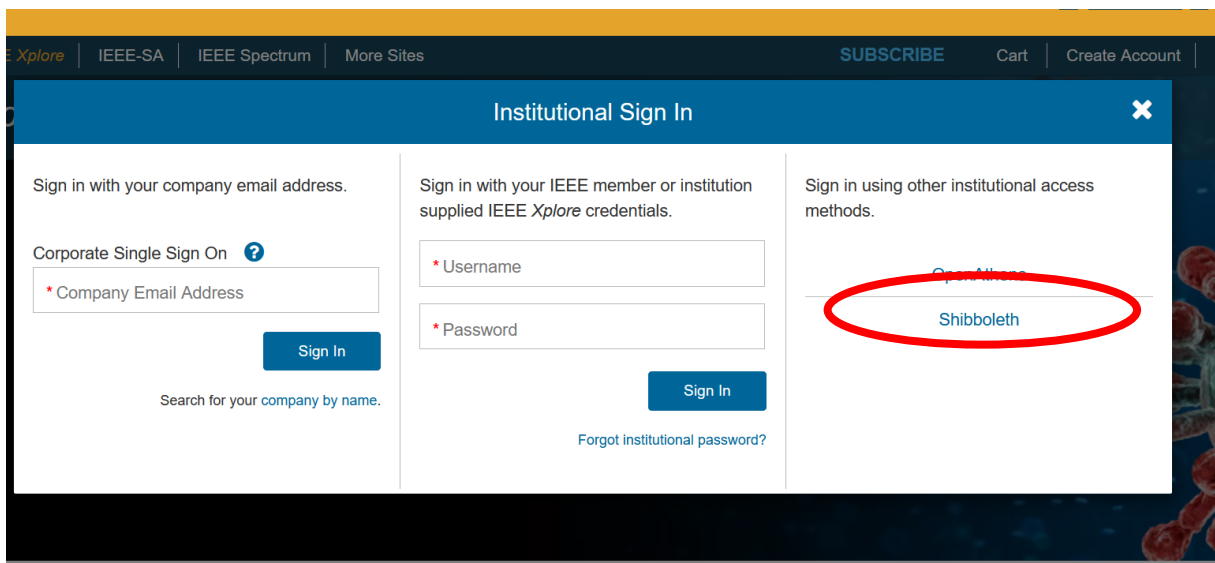 Xplore IEEE-SA IEEE Spectrum More Sites SUBSCRIBE Cart Create Account
Institutional Sign In
Sign in with your company email address.
Corporate Single Sign On ?
* Company Email Address
Sign In
Search for your company by name.
Sign in with your IEEE member or institution
supplied IEEE Xplore credentials.
* Username
* Password
Sign In
Forgot institutional password?
Sign in using other institutional access
methods.
OpenAthens
Shibboleth